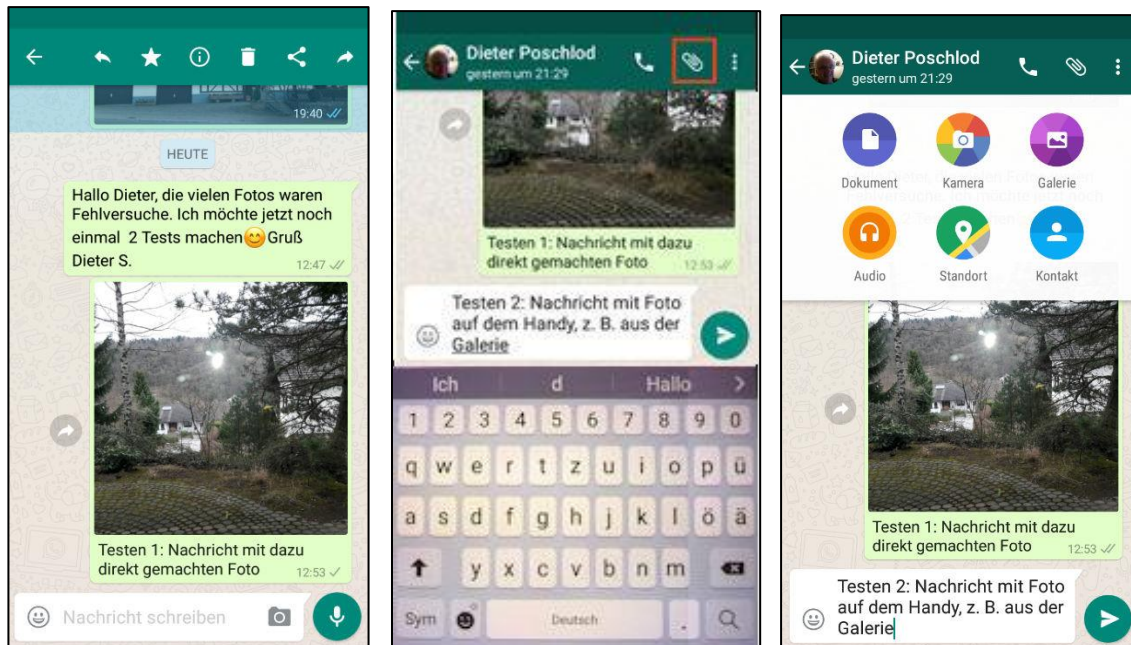 19:40
HEUTE
Hallo Dieter, die vielen Fotos waren
Fehlversuche. Ich möchte jetzt noch
einmal 2 Tests machen😊Gruß
Dieter S.
12:47
Testen 1: Nachricht mit dazu
direkt gemachten Foto
12:53
Nachricht schreiben
Dieter Poschlod
gestern um 21:29
Testen 1: Nachricht mit dazu
direkt gemachten Foto
12:53
Testen 2: Nachricht mit Foto
auf dem Handy, z. B. aus der
Galerie
Ich d Hallo
1 2 3 4 5 6 7 8 9 0
q w e r t z u i o p ü
a s d f g h j k l ö ä
y x c v b n m
Sym Deutsch .
Dieter Poschlod
gestern um 21:29
Dokument Kamera Galerie
Audio Standort Kontakt
Testen 1: Nachricht mit dazu
direkt gemachten Foto
12:53
Testen 2: Nachricht mit Foto
auf dem Handy, z. B. aus der
Galerie